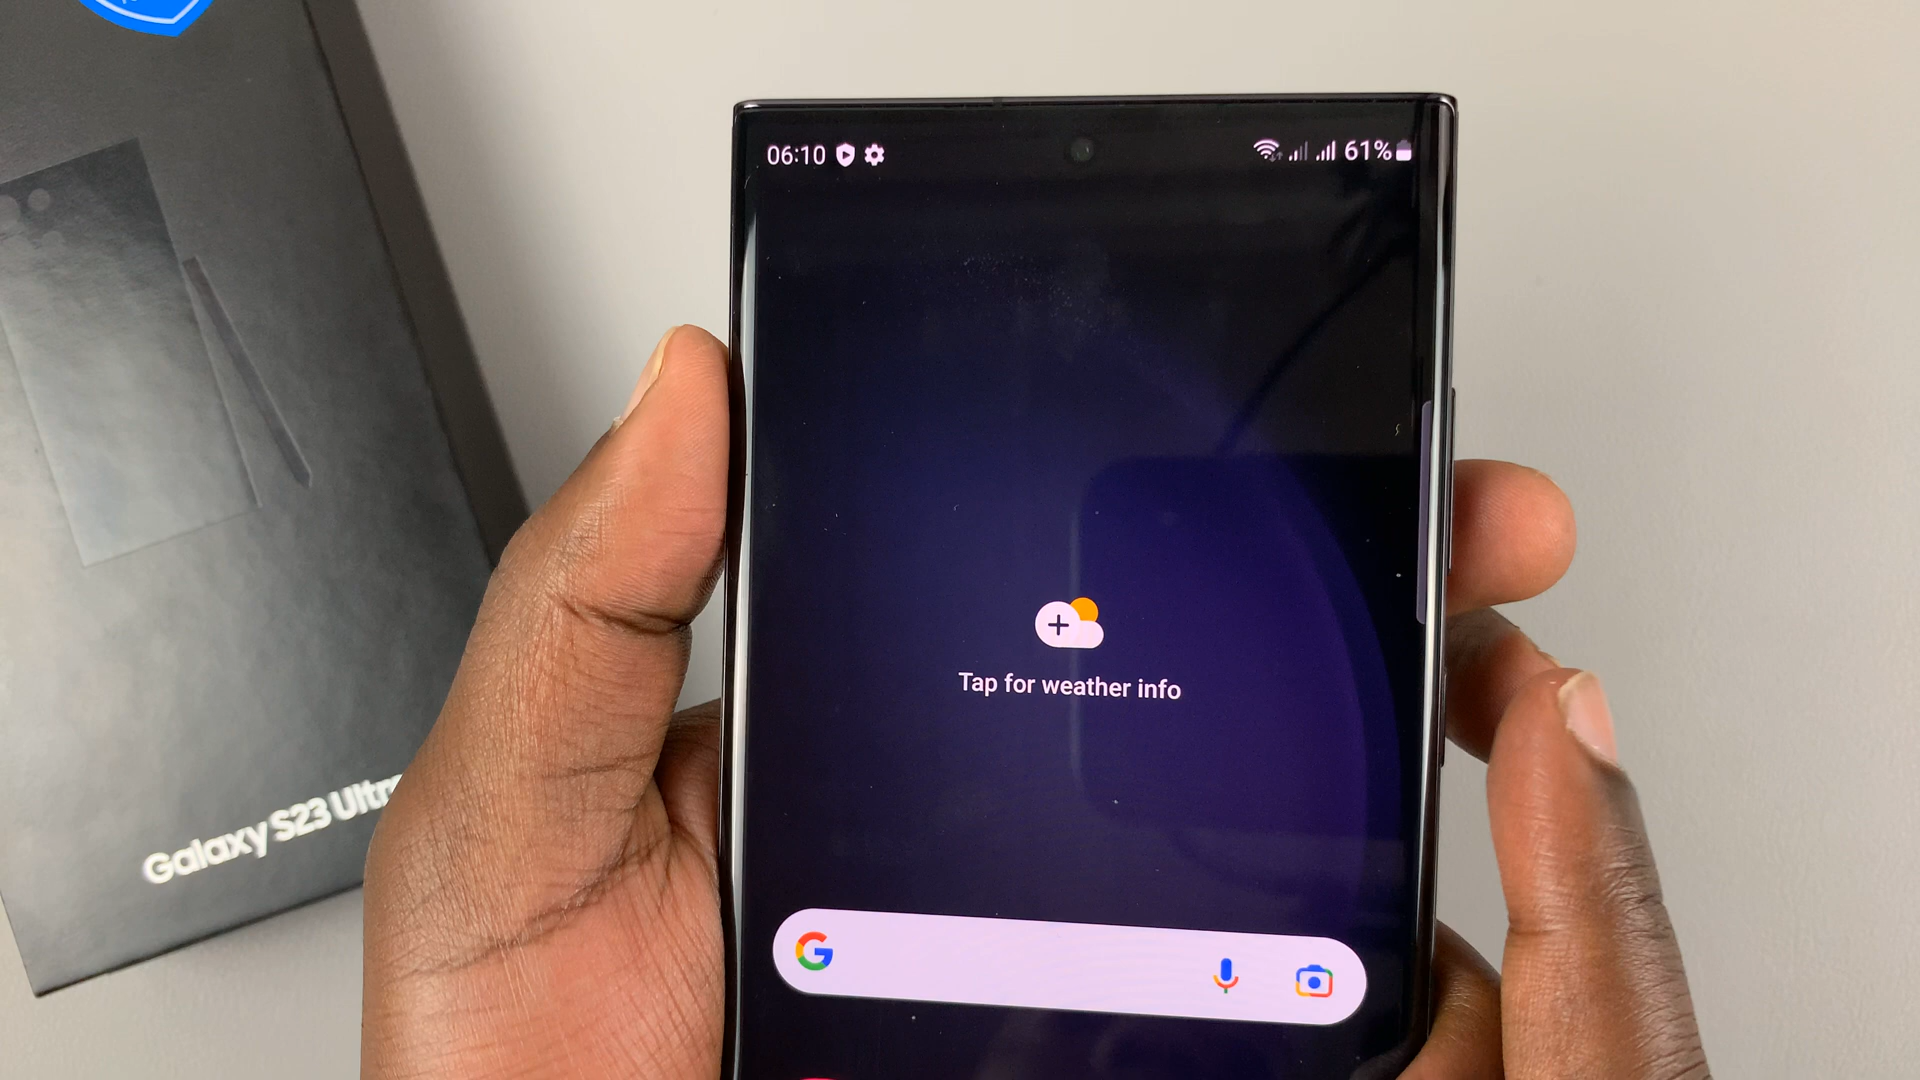 06:10
61%
Tap for weather info
G
Galaxy S23 Ultra